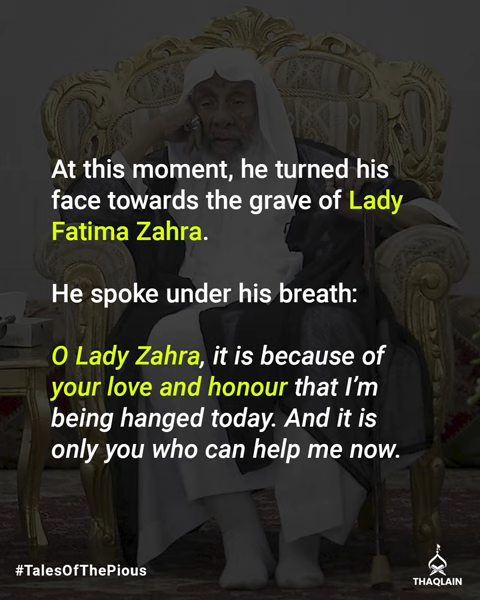 At this moment, he turned his
face towards the grave of Lady
Fatima Zahra.
He spoke under his breath:
O Lady Zahra, it is because of
your love and honour that I'm
being hanged today. And it is
only you who can help me now.
#TalesOfThePious
THAQLAIN